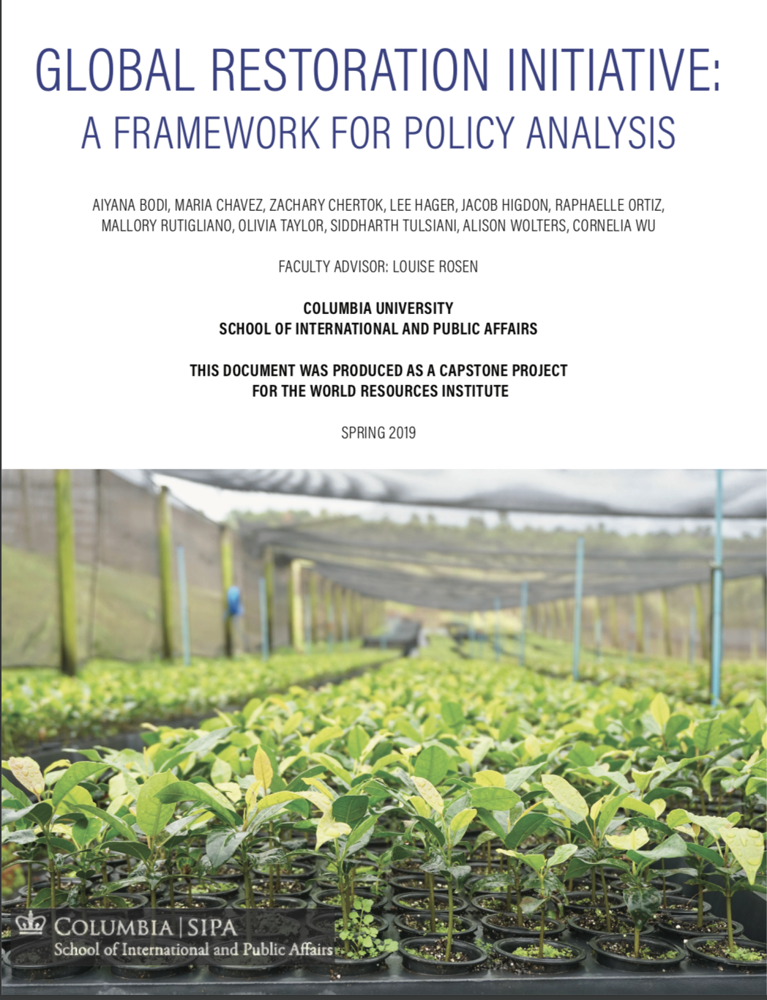 GLOBAL RESTORATION INITIATIVE:
A FRAMEWORK FOR POLICY ANALYSIS
AIYANA BODI, MARIA CHAVEZ, ZACHARY CHERTOK, LEE HAGER, JACOB HIGDON, RAPHAELLE ORTIZ,
MALLORY RUTIGLIANO, OLIVIA TAYLOR, SIDDHARTH TULSIANI, ALISON WOLTERS, CORNELIA WU
FACULTY ADVISOR: LOUISE ROSEN
COLUMBIA UNIVERSITY
SCHOOL OF INTERNATIONAL AND PUBLIC AFFAIRS
THIS DOCUMENT WAS PRODUCED AS A CAPSTONE PROJECT
FOR THE WORLD RESOURCES INSTITUTE
SPRING 2019
COLUMBIA | SIPA
School of International and Public Affairs